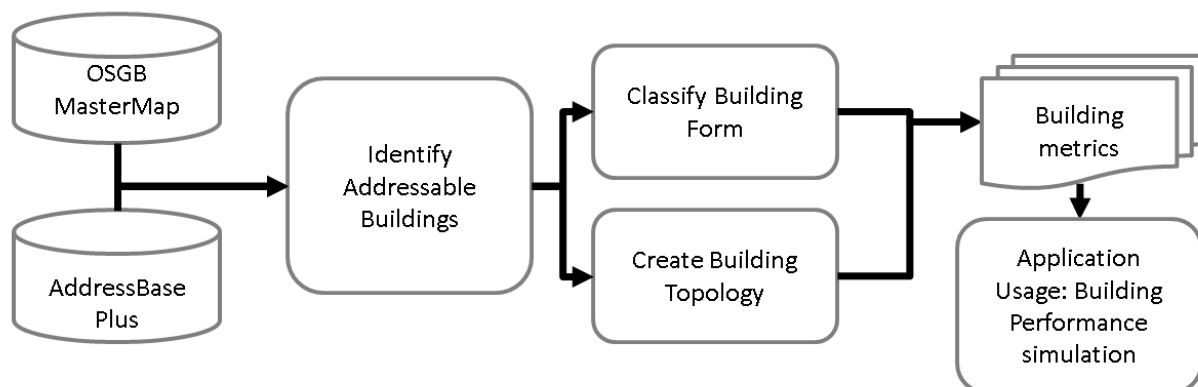 OSGB
MasterMap
AddressBase
Plus
Identify
Addressable
Buildings
Classify Building
Form
Create Building
Topology
Building
metrics
Application
Usage: Building
Performance
simulation